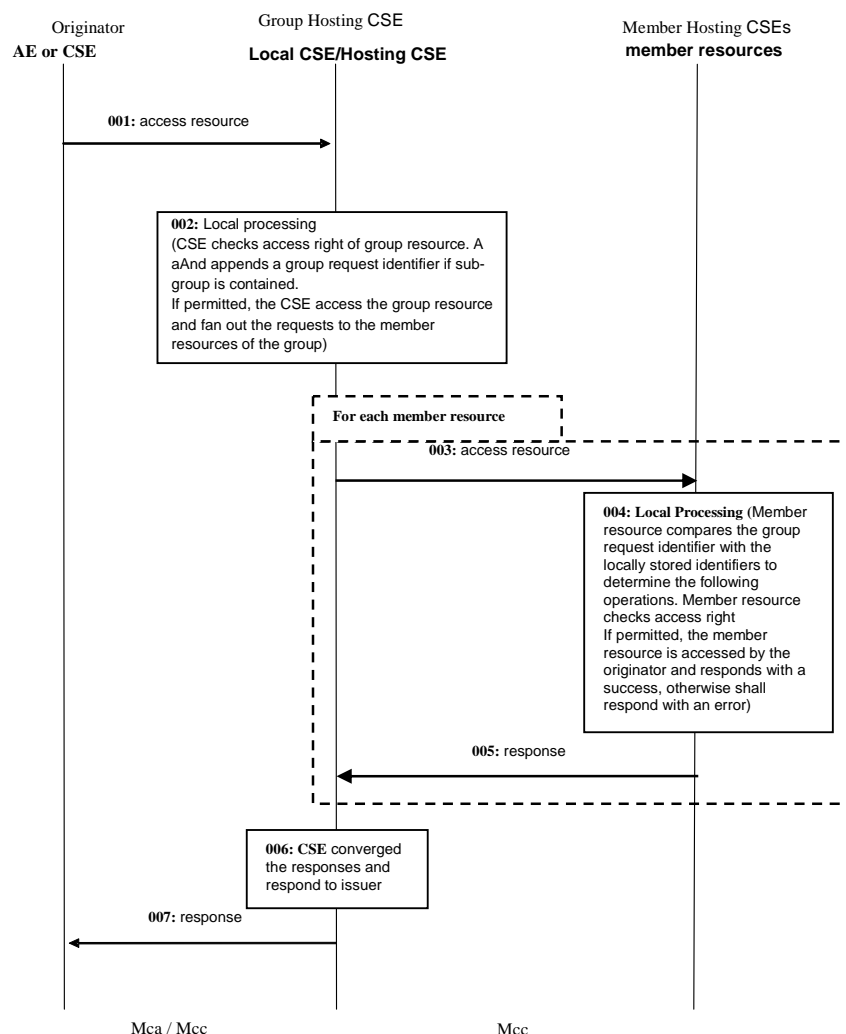 Originator
AE or CSE
Group Hosting CSE
Local CSE/Hosting CSE
Member Hosting CSEs
member resources
001: access resource
002: Local processing
(CSE checks access right of group resource. A
aAnd appends a group request identifier if sub-
group is contained.
If permitted, the CSE access the group resource
and fan out the requests to the member
resources of the group)
For each member resource
003: access resource
004: Local Processing (Member
resource compares the group
request identifier with the
locally stored identifiers to
determine the following
operations. Member resource
checks access right
If permitted, the member
resource is accessed by the
originator and responds with a
success, otherwise shall
respond with an error)
005: response
006: CSE converged
the responses and
respond to issuer
007: response
Mca / Mcc
Mcc